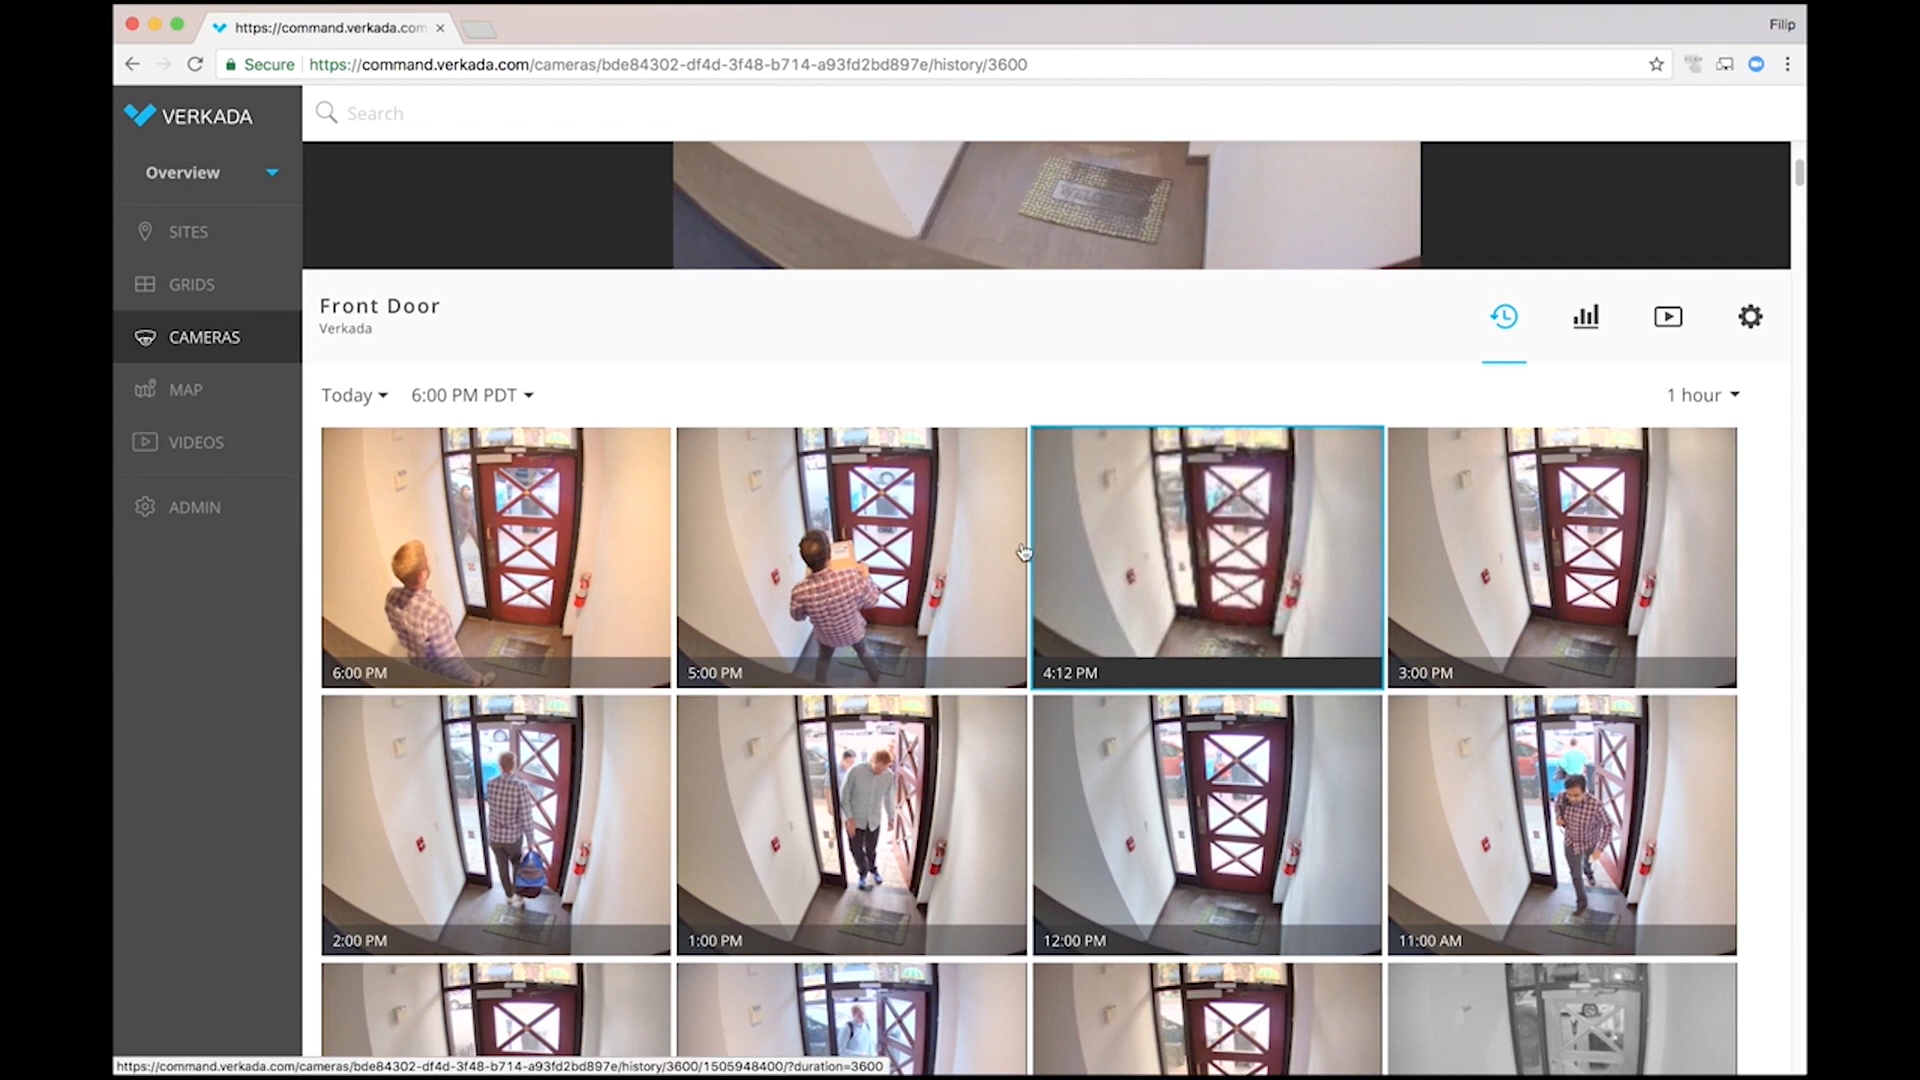 https://command.verkada.com
Filip
Secure
https://command.verkada.com/cameras/bde84302-df4d-3f48-b714-a93fd2bd897e/history/3600
VERKADA
Search
Overview
WELCOME
SITES
GRIDS
Front Door
Verkada
CAMERAS
MAP
Today
6:00 PM PDT
1 hour
VIDEOS
ADMIN
6:00 PM
5:00 PM
4:12 PM
3:00 PM
2:00 PM
1:00 PM
12:00 PM
11:00 AM
https://command.verkada.com/cameras/bde84302-df4d-3f48-b714-a93fd2bd897e/history/3600/1505948400/?duration=3600